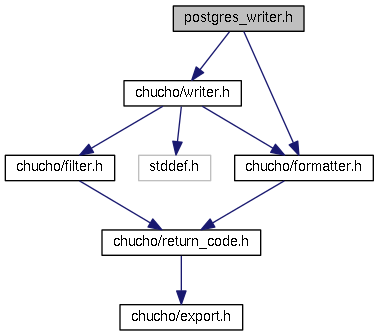 postgres_writer.h
chucho/writer.h
chucho/filter.h
stddef.h
chucho/formatter.h
chucho/return_code.h
chucho/export.h